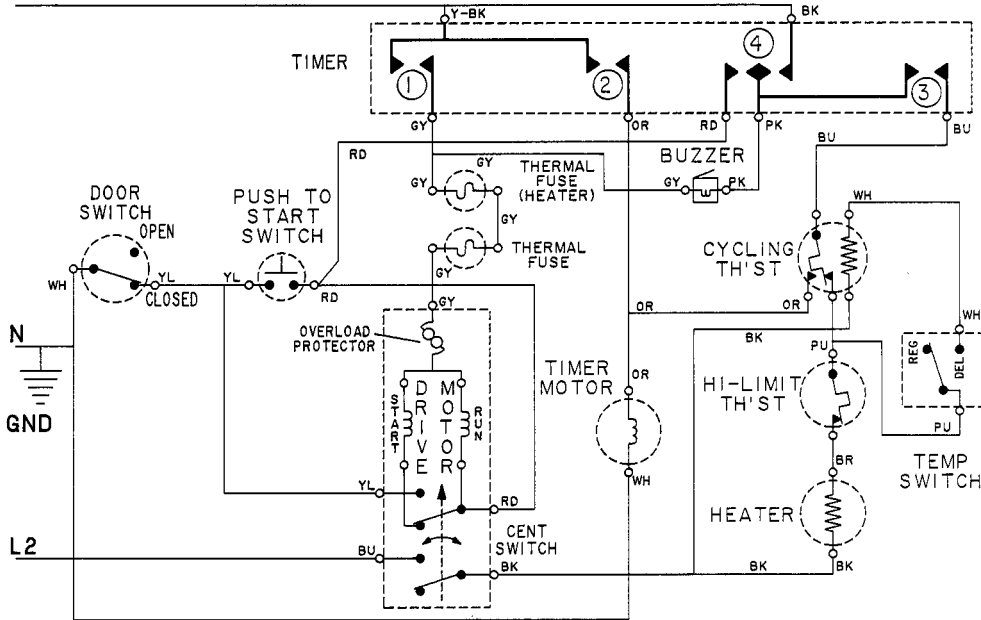 Y-BK
BK
TIMER
4
1
2
3
GY
OR
RD
PK
BU
RD
GY
BUZZER
BU
DOOR
SWITCH
OPEN
PUSH TO
START
SWITCH
GY
THERMAL
FUSE
(HEATER)
GY
PK
WH
GY
THERMAL
FUSE
CYCLING
TH'ST
WH
YL
CLOSED
YL
RD
GY
GY
OR
OR
WH
N
OVERLOAD
PROTECTOR
BK
PU
REG
DEL
GND
TIMER
MOTOR
OR
HI-LIMIT
TH'ST
START
DRIVE
MOTOR
RUN
PU
TEMP
SWITCH
BR
WH
YL
RD
HEATER
CENT
SWITCH
L2
BU
BK
BK
BK